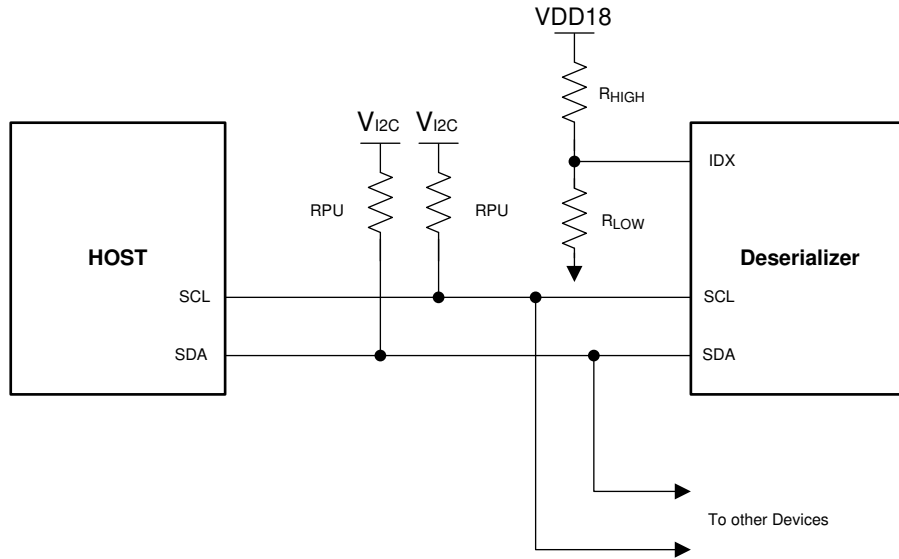 VDD18
RHIGH
VI2C VI2C
IDX
RPU RPU
RLOW
HOST
Deserializer
SCL SCL
SDA SDA
To other Devices